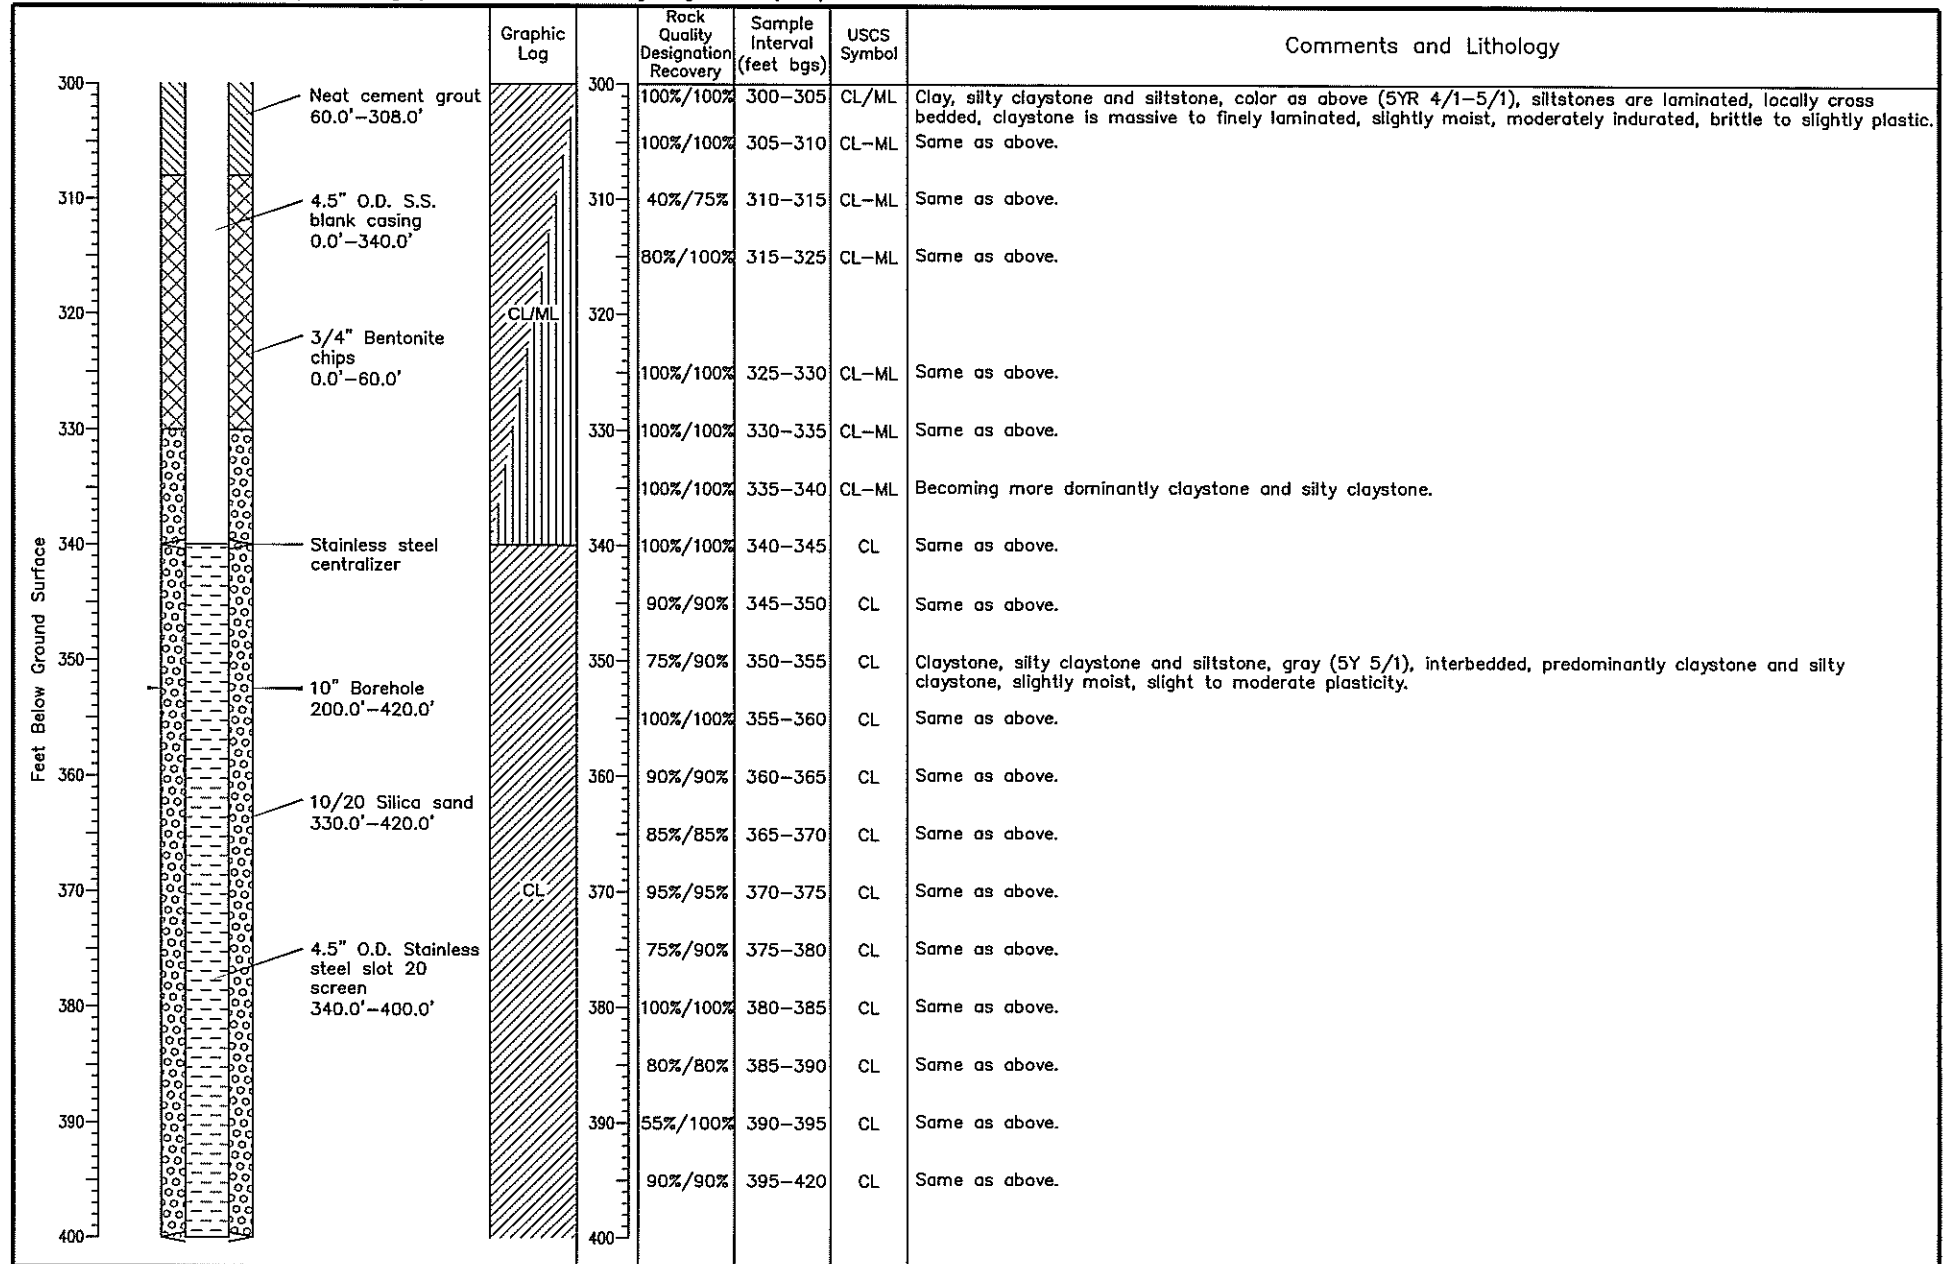 Graphic
Log
Rock
Quality
Designation
Recovery
Sample
Interval
(feet bgs)
USCS
Symbol
Comments and Lithology
Feet Below Ground Surface
300
310
320
330
340
350
360
370
380
390
400
Neat cement grout
60.0'-308.0'
4.5" O.D. S.S.
blank casing
0.0'-340.0'
3/4" Bentonite
chips
0.0'-60.0'
Stainless steel
centralizer
10" Borehole
200.0'-420.0'
10/20 Silica sand
330.0'-420.0'
4.5" O.D. Stainless
steel slot 20
screen
340.0'-400.0'
CL/ML
CL
300
310
320
330
340
350
360
370
380
390
400
100%/100% 300-305 CL/ML Clay, silty claystone and siltstone, color as above (5YR 4/1-5/1), siltstones are laminated, locally cross
bedded, claystone is massive to finely laminated, slightly moist, moderately indurated, brittle to slightly plastic.
100%/100% 305-310 CL-ML Same as above.
40%/75% 310-315 CL-ML Same as above.
80%/100% 315-325 CL-ML Same as above.
100%/100% 325-330 CL-ML Same as above.
100%/100% 330-335 CL-ML Same as above.
100%/100% 335-340 CL-ML Becoming more dominantly claystone and silty claystone.
100%/100% 340-345 CL Same as above.
90%/90% 345-350 CL Same as above.
75%/90% 350-355 CL Claystone, silty claystone and siltstone, gray (5Y 5/1), interbedded, predominantly claystone and silty
claystone, slightly moist, slight to moderate plasticity.
100%/100% 355-360 CL Same as above.
90%/90% 360-365 CL Same as above.
85%/85% 365-370 CL Same as above.
95%/95% 370-375 CL Same as above.
75%/90% 375-380 CL Same as above.
100%/100% 380-385 CL Same as above.
80%/80% 385-390 CL Same as above.
55%/100% 390-395 CL Same as above.
90%/90% 395-420 CL Same as above.